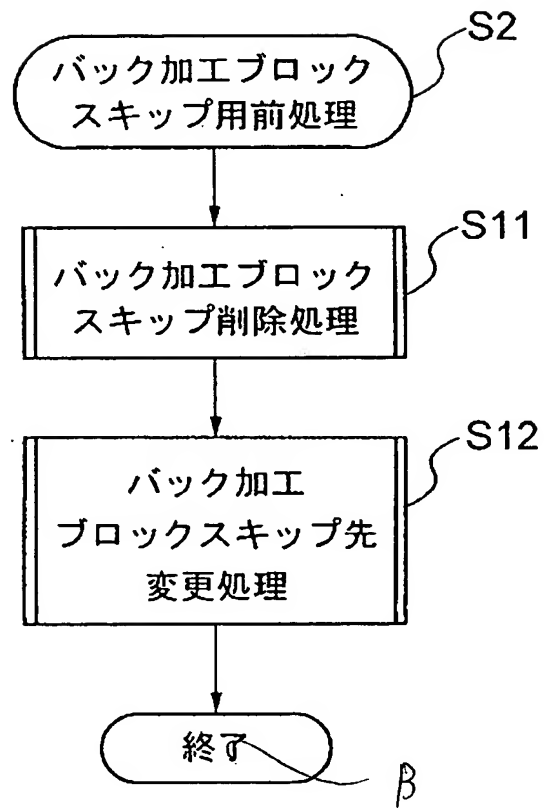 S2
バック加工ブロック
スキップ用前処理
S11
バック加工ブロック
スキップ削除処理
S12
バック加工
ブロックスキップ先
変更処理
終了
β